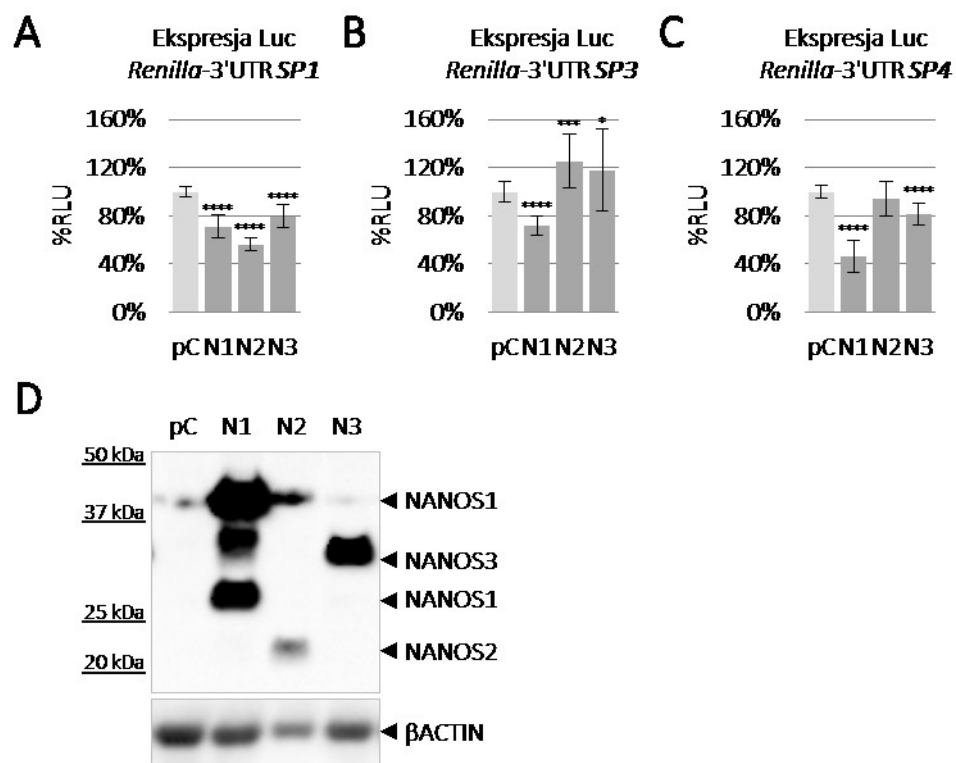 A
Ekspresja Luc
Renilla-3'UTR SP1
160%
120%
80%
40%
0%
%RLU
****
****
****
pC N1 N2 N3
B
Ekspresja Luc
Renilla-3'UTR SP3
160%
120%
80%
40%
0%
%RLU
****
***
*
pC N1 N2 N3
C
Ekspresja Luc
Renilla-3'UTR SP4
160%
120%
80%
40%
0%
%RLU
****
****
pC N1 N2 N3
D
pC N1 N2 N3
50 kDa
37 kDa
25 kDa
20 kDa
NANOS1
NANOS3
NANOS1
NANOS2
βACTIN